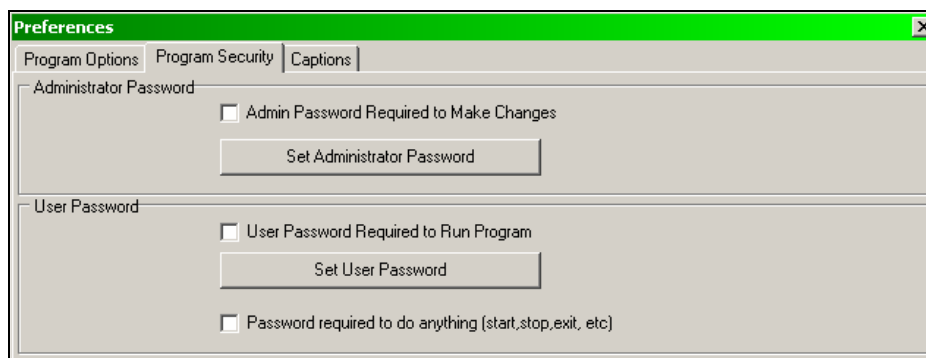 Preferences
Program Options Program Security Captions
Administrator Password
Admin Password Required to Make Changes
Set Administrator Password
User Password
User Password Required to Run Program
Set User Password
Password required to do anything (start,stop,exit, etc)